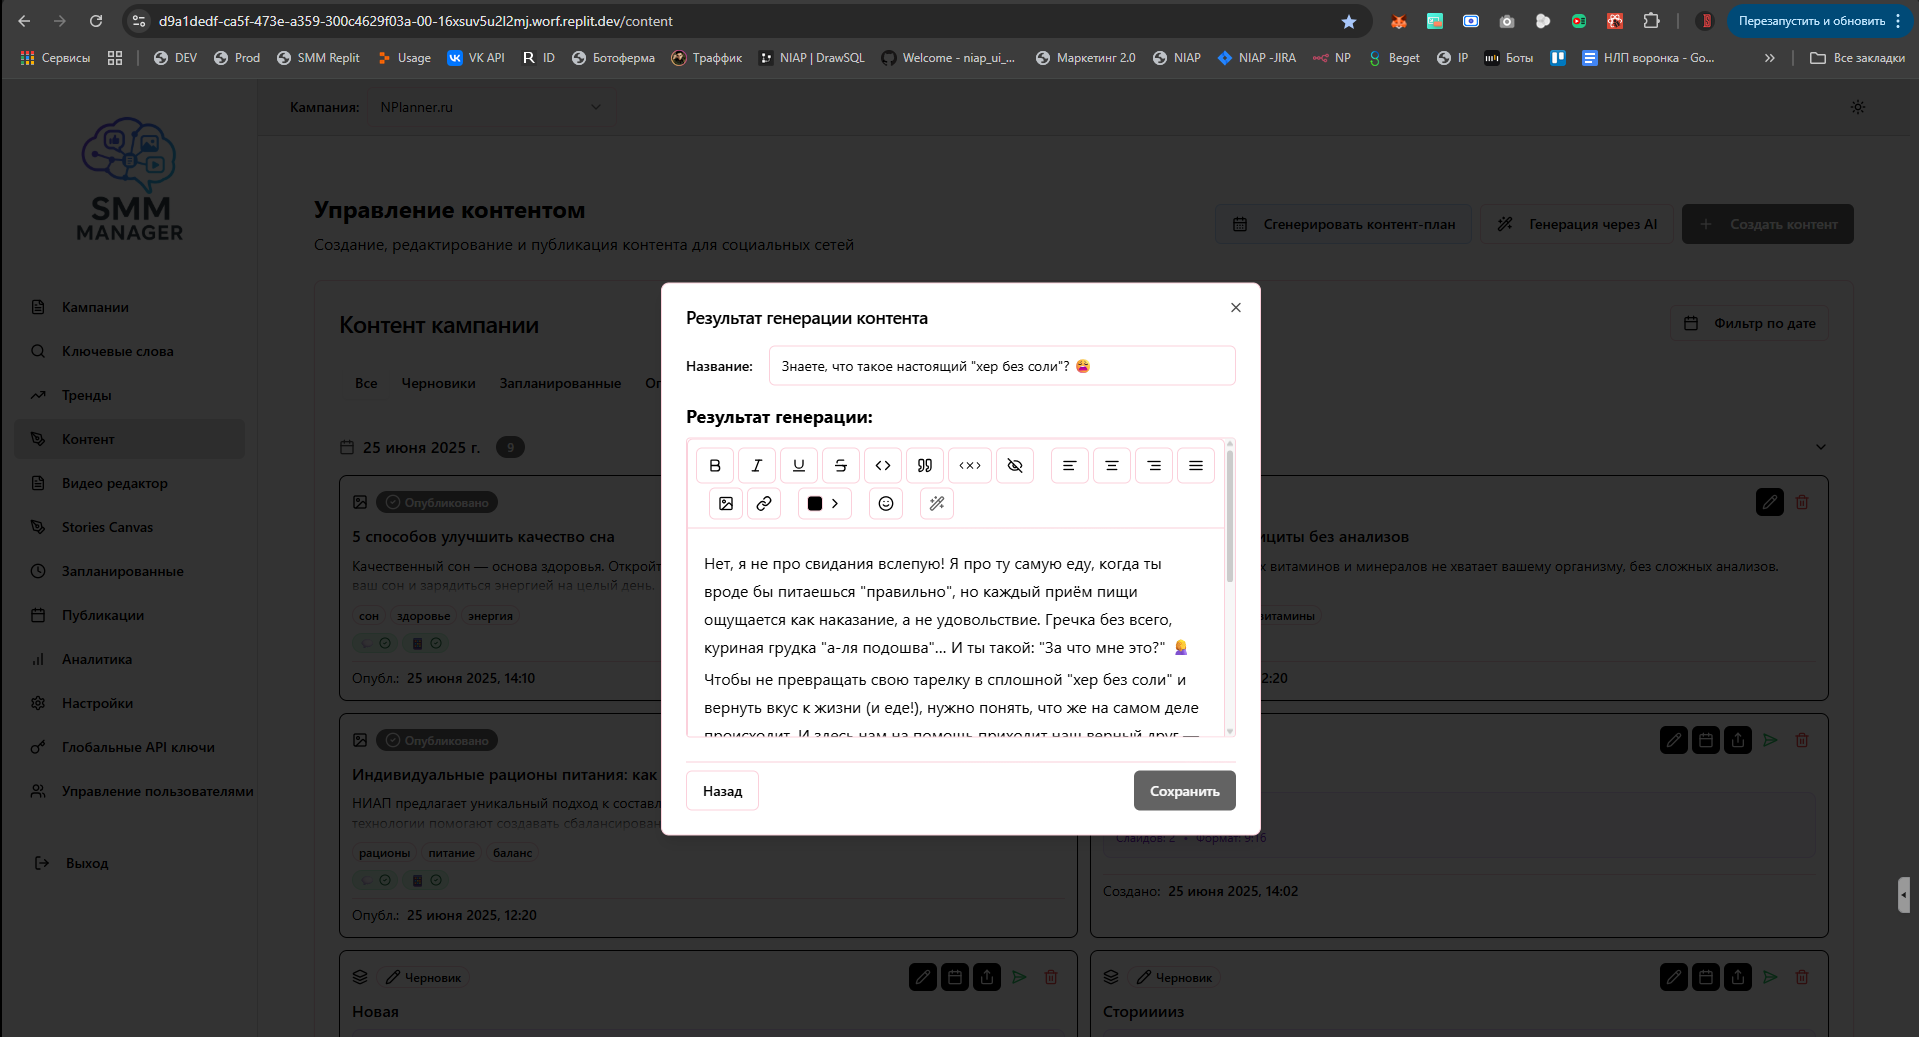 d9a1dedf-ca5f-473e-a359-300c4629f03a-00-16xsuv5u2l2mj.worf.replit.dev/content
Перезапустить и обновить
Сервисы DEV Prod SMM Replit Usage VK API ID Ботоферма Траффик NIAP | DrawSQL Welcome - niap_ui_... Маркетинг 2.0 NIAP NIAP -JIRA NP Beget IP Боты НЛП воронка - Go... Все закладки
SMM
MANAGER
Кампания: NPlanner.ru
Кампании
Ключевые слова
Тренды
Контент
Видео редактор
Stories Canvas
Запланированные
Публикации
Аналитика
Настройки
Глобальные API ключи
Управление пользователями
Выход
Управление контентом
Создание, редактирование и публикация контента для социальных сетей
Сгенерировать контент-план
Генерация через AI
Создать контент
Контент кампании
Фильтр по дате
Все Черновики Запланированные
25 июня 2025 г. 9
Опубликовано
5 способов улучшить качество сна
Качественный сон — основа здоровья.
ваш сон и зарядиться энергией на целый день.
сон здоровье энергия
Опубл.: 25 июня 2025, 14:10
без анализов
витаминов и минералов не хватает вашему организму, без сложных анализов.
2:20
Опубликовано
Индивидуальные рационы питания: как
НИАП предлагает уникальный подход к
технологии помогают создавать
рационы питание баланс
Опубл.: 25 июня 2025, 12:20
Слайдов: 2 • Формат: 9:16
Создано: 25 июня 2025, 14:02
Черновик
Новая
Черновик
Сториииз
Результат генерации контента
Название: Знаете, что такое настоящий "хер без соли"? 😩
Результат генерации:
Нет, я не про свидания вслепую! Я про ту самую еду, когда ты
вроде бы питаешься "правильно", но каждый приём пищи
ощущается как наказание, а не удовольствие. Гречка без всего,
куриная грудка "а-ля подошва"... И ты такой: "За что мне это?" 🤦‍♀️
Чтобы не превращать свою тарелку в сплошной "хер без соли" и
вернуть вкус к жизни (и еде!), нужно понять, что же на самом деле
происходит. И здесь нам на помощь приходит наш верный друг —
Назад
Сохранить